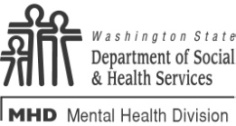 Washington State
Department of Social
& Health Services
MHD Mental Health Division